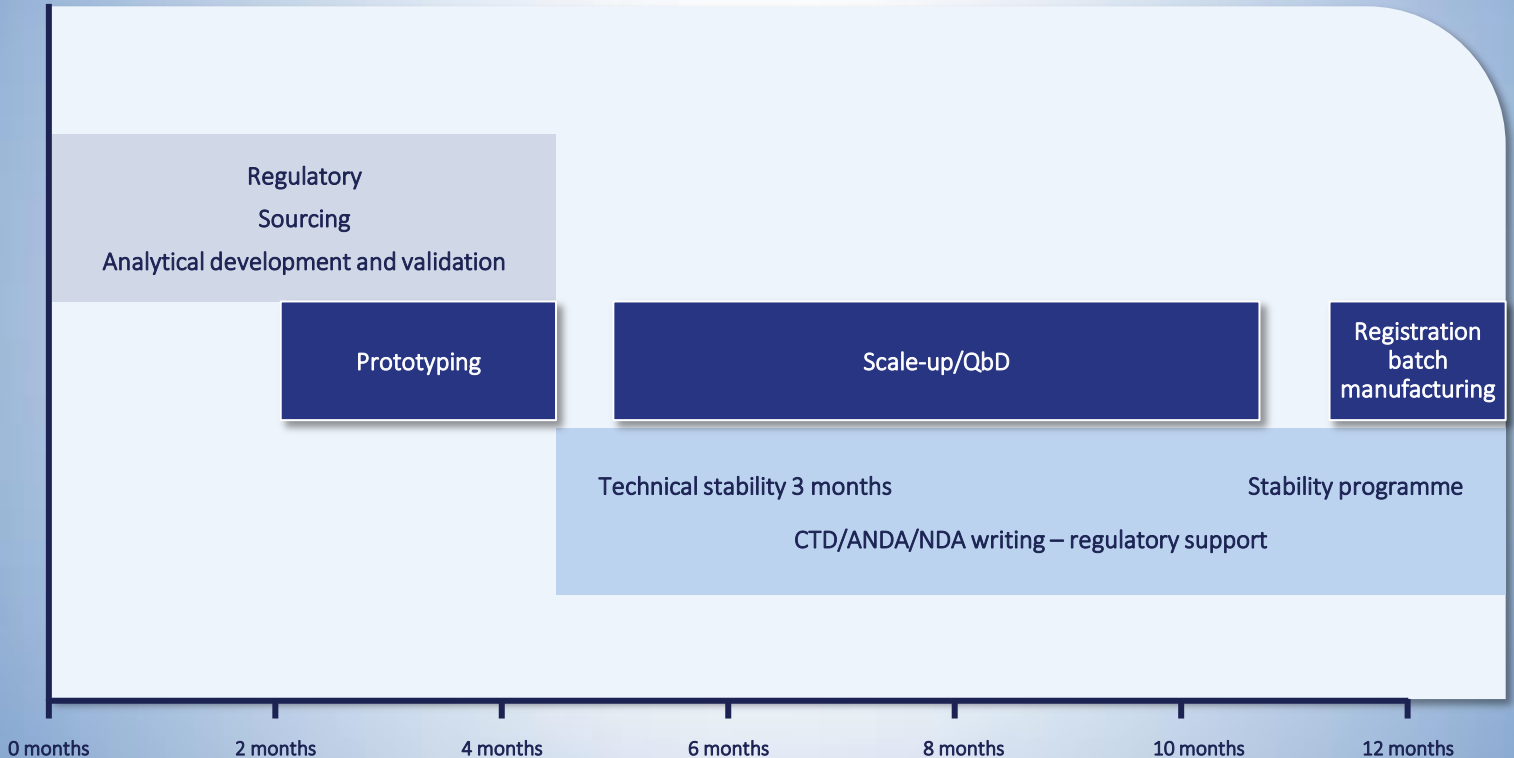 Regulatory
Sourcing
Analytical development and validation
Prototyping
Scale-up/QbD
Registration
batch
manufacturing
Technical stability 3 months
Stability programme
CTD/ANDA/NDA writing – regulatory support
0 months
2 months
4 months
6 months
8 months
10 months
12 months